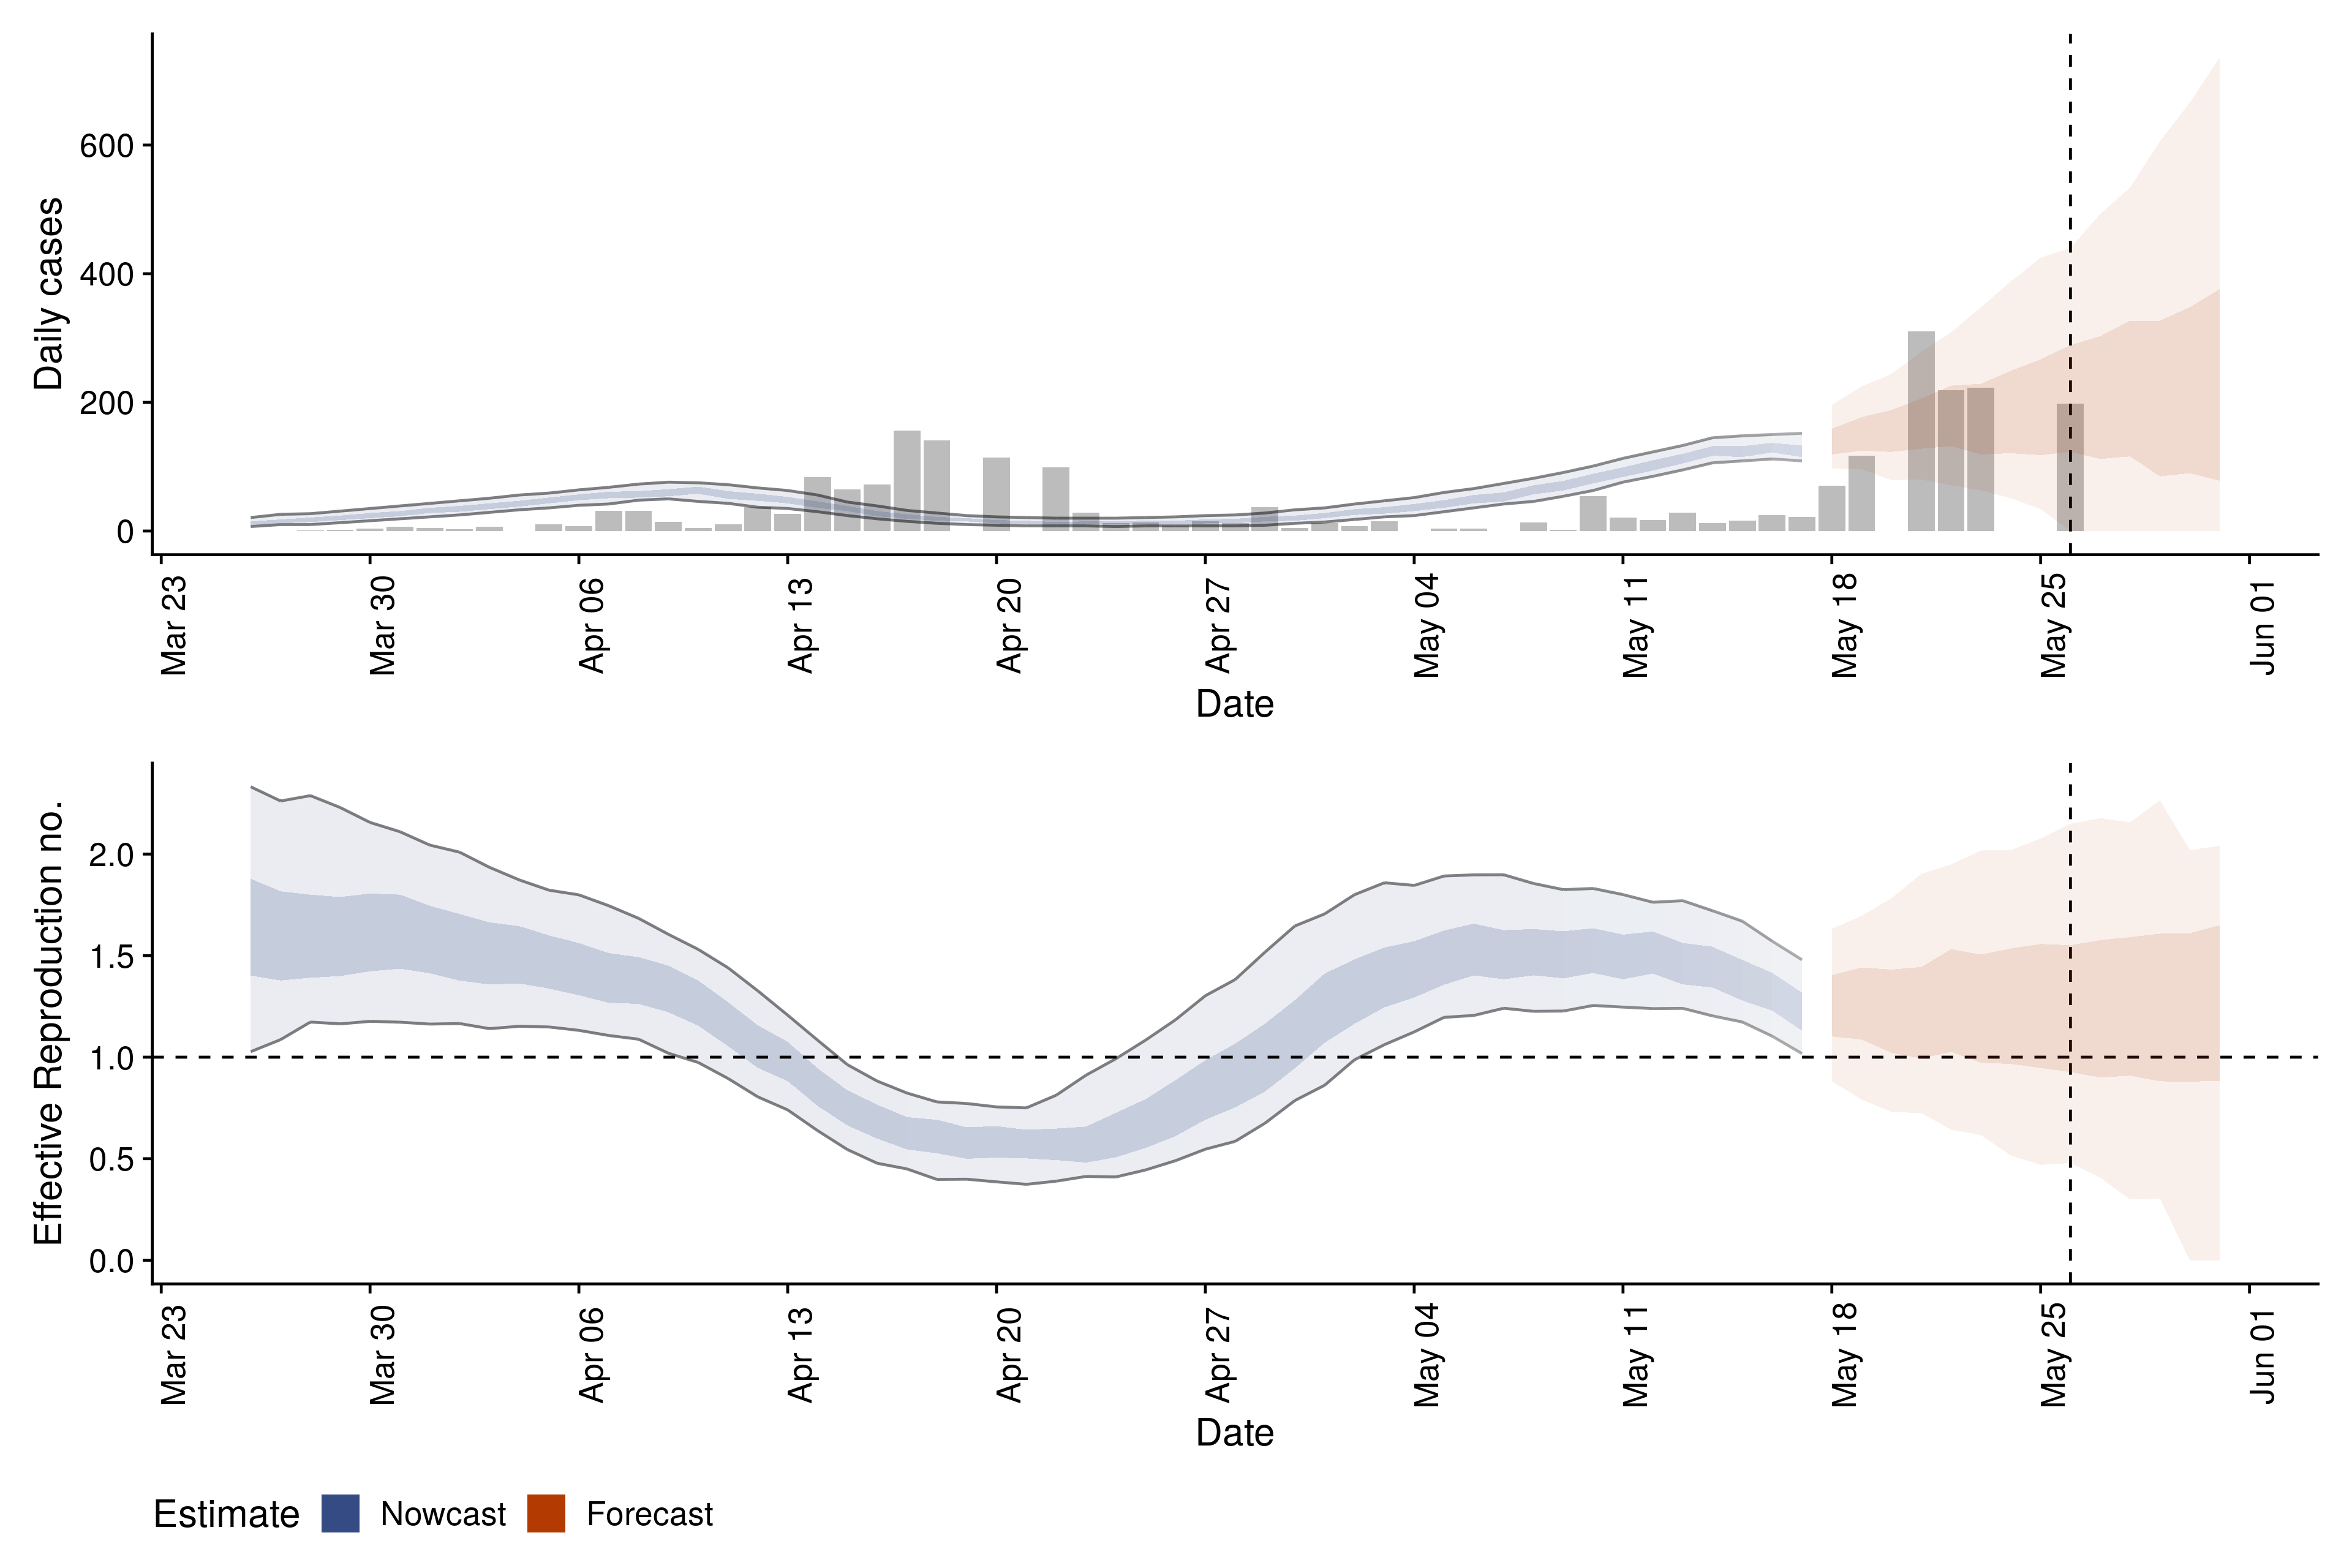 Daily cases
600
400
200
0
Mar 23
Mar 30
Apr 06
Apr 13
Apr 20
Apr 27
May 04
May 11
May 18
May 25
Jun 01
Date
Effective Reproduction no.
2.0
1.5
1.0
0.5
0.0
Mar 23
Mar 30
Apr 06
Apr 13
Apr 20
Apr 27
May 04
May 11
May 18
May 25
Jun 01
Date
Estimate Nowcast Forecast